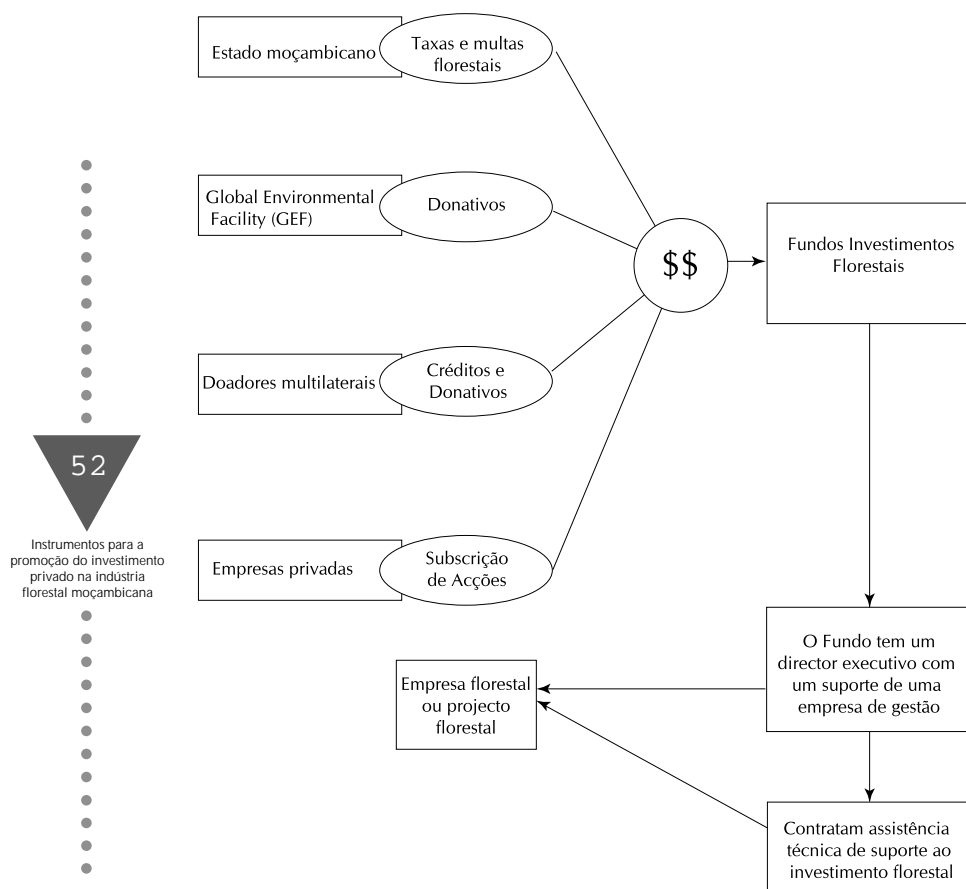 Estado moçambicano
Taxas e multas
florestais
Global Environmental
Facility (GEF)
Donativos
$$
Fundos Investimentos
Florestais
Doadores multilaterais
Créditos e
Donativos
52
Instrumentos para a
promoção do investimento
privado na indústria
florestal moçambicana
Empresas privadas
Subscrição
de Acções
O Fundo tem um
director executivo com
um suporte de uma
empresa de gestão
Empresa florestal
ou projecto
florestal
Contratam assistência
técnica de suporte ao
investimento florestal